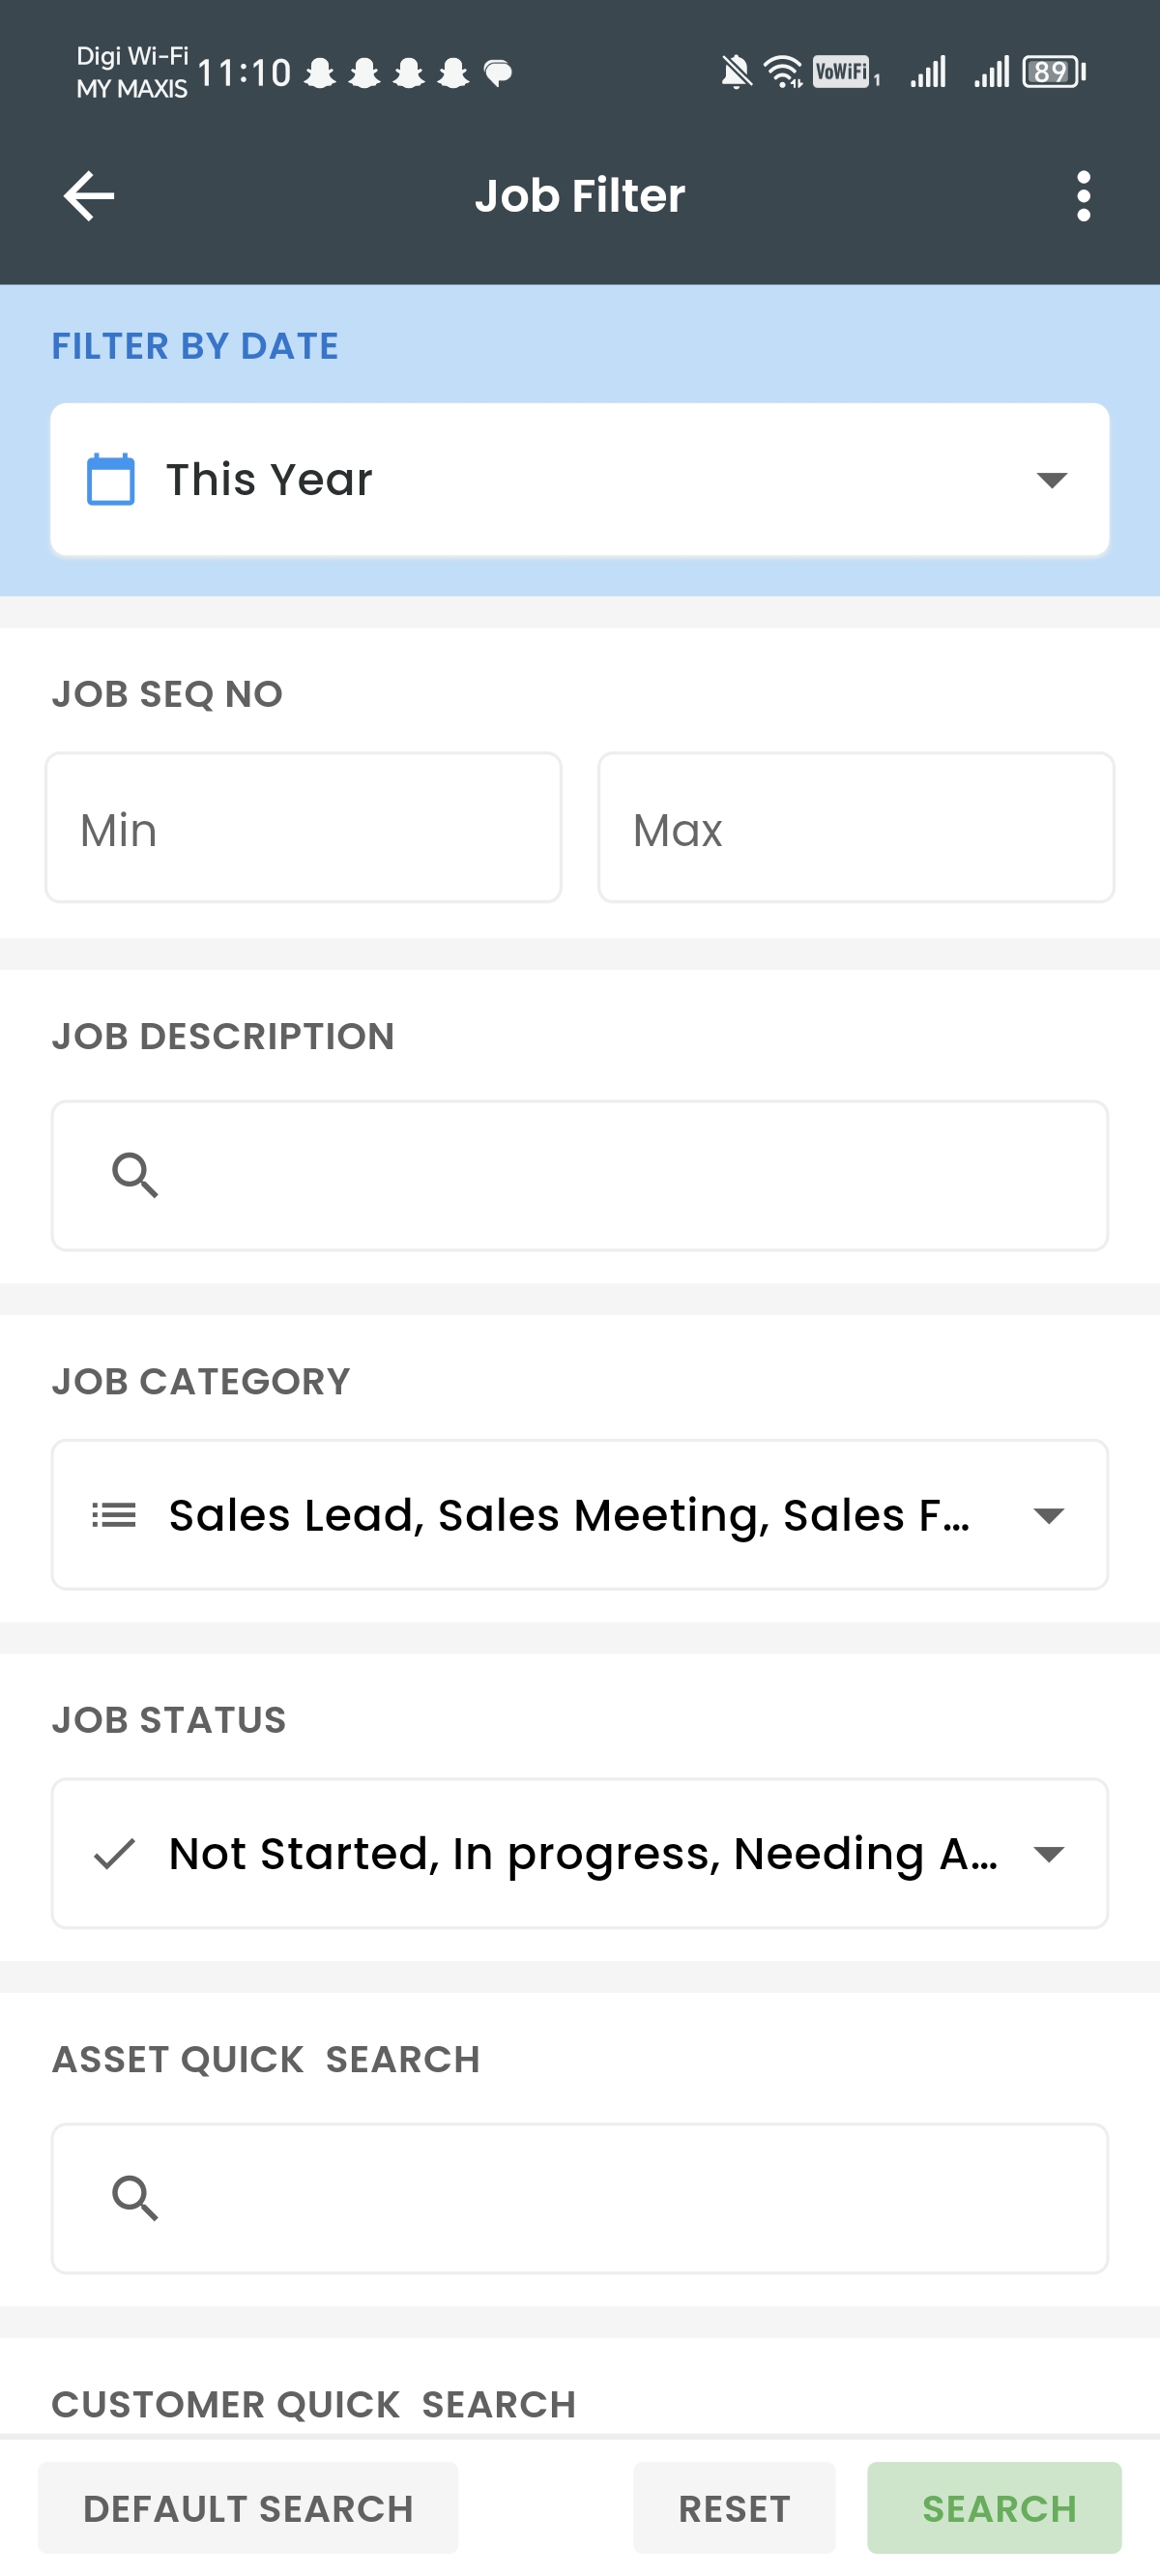 Digi Wi-Fi
MY MAXIS
11:10
VoWiFi 1
89
Job Filter
FILTER BY DATE
This Year
JOB SEQ NO
Min
Max
JOB DESCRIPTION
JOB CATEGORY
Sales Lead, Sales Meeting, Sales F...
JOB STATUS
Not Started, In progress, Needing A...
ASSET QUICK  SEARCH
CUSTOMER QUICK  SEARCH
DEFAULT SEARCH
RESET
SEARCH